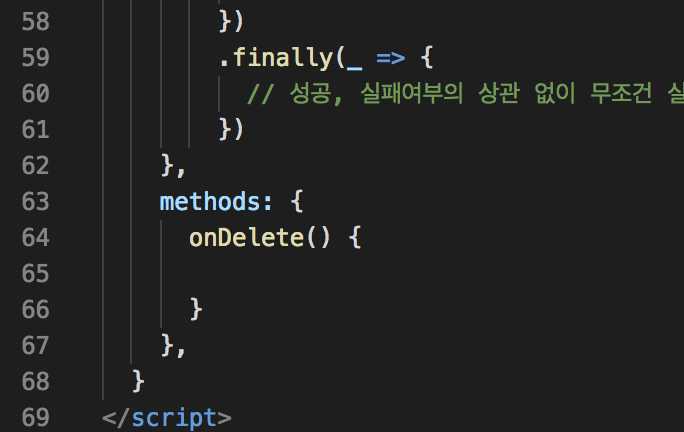 58 })
59 .finally(_ => {
60 // 성공, 실패여부의 상관 없이 무조건
61 })
62 },
63 methods: {
64 onDelete() {
65
66 }
67 },
68 }
69 </script>